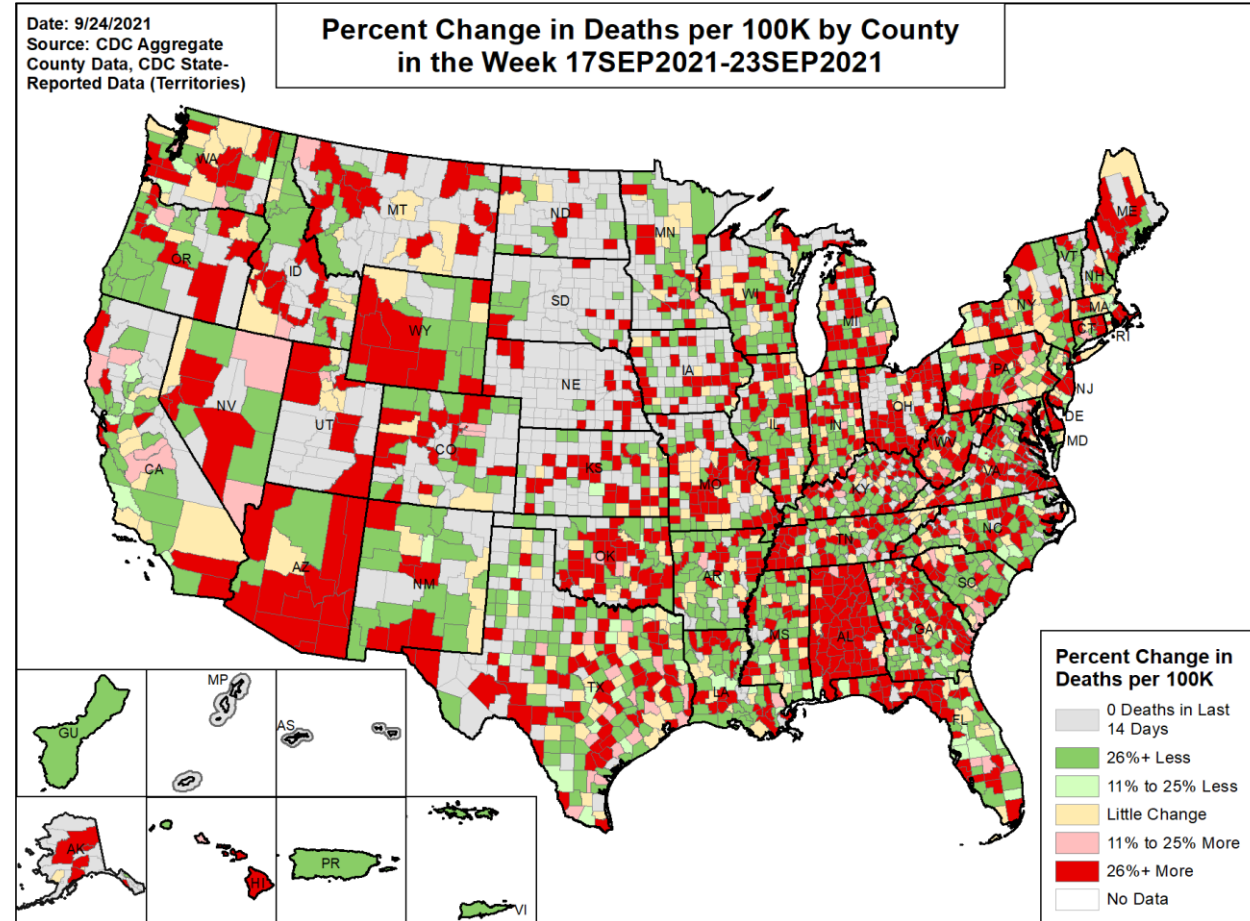 Date: 9/24/2021
Source: CDC Aggregate
County Data, CDC State-
Reported Data (Territories)
Percent Change in Deaths per 100K by County
in the Week 17SEP2021-23SEP2021
WA
MT
ND
MN
ME
OR
ID
SD
WI
MI
VT
NH
NY
MA
CT
RI
WY
IA
NE
PA
NJ
NV
UT
CO
IL
IN
OH
DE
MD
WV
CA
KS
MO
KY
VA
AZ
NM
OK
AR
TN
NC
SC
MS
AL
GA
TX
LA
FL
GU
MP
AS
AK
HI
PR
VI
Percent Change in
Deaths per 100K
0 Deaths in Last
14 Days
26%+ Less
11% to 25% Less
Little Change
11% to 25% More
26%+ More
No Data